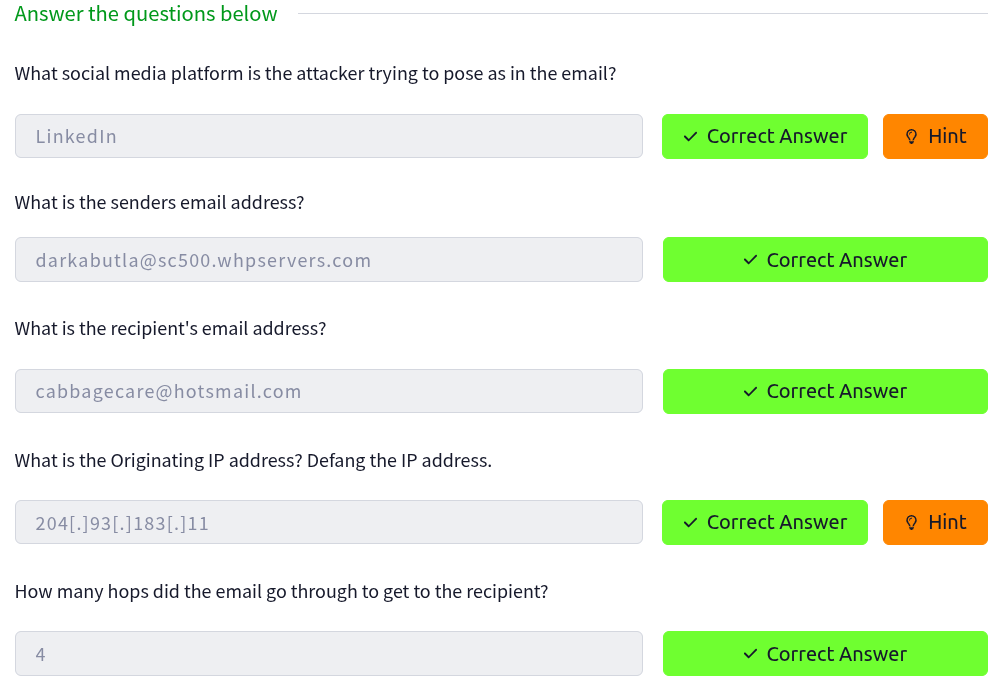 Answer the questions below
What social media platform is the attacker trying to pose as in the email?
LinkedIn
Correct Answer
Hint
What is the senders email address?
darkabutla@sc500.whpservers.com
Correct Answer
What is the recipient's email address?
cabbagecare@hotsmail.com
Correct Answer
What is the Originating IP address? Defang the IP address.
204[.]93[.]183[.]11
Correct Answer
Hint
How many hops did the email go through to get to the recipient?
4
Correct Answer